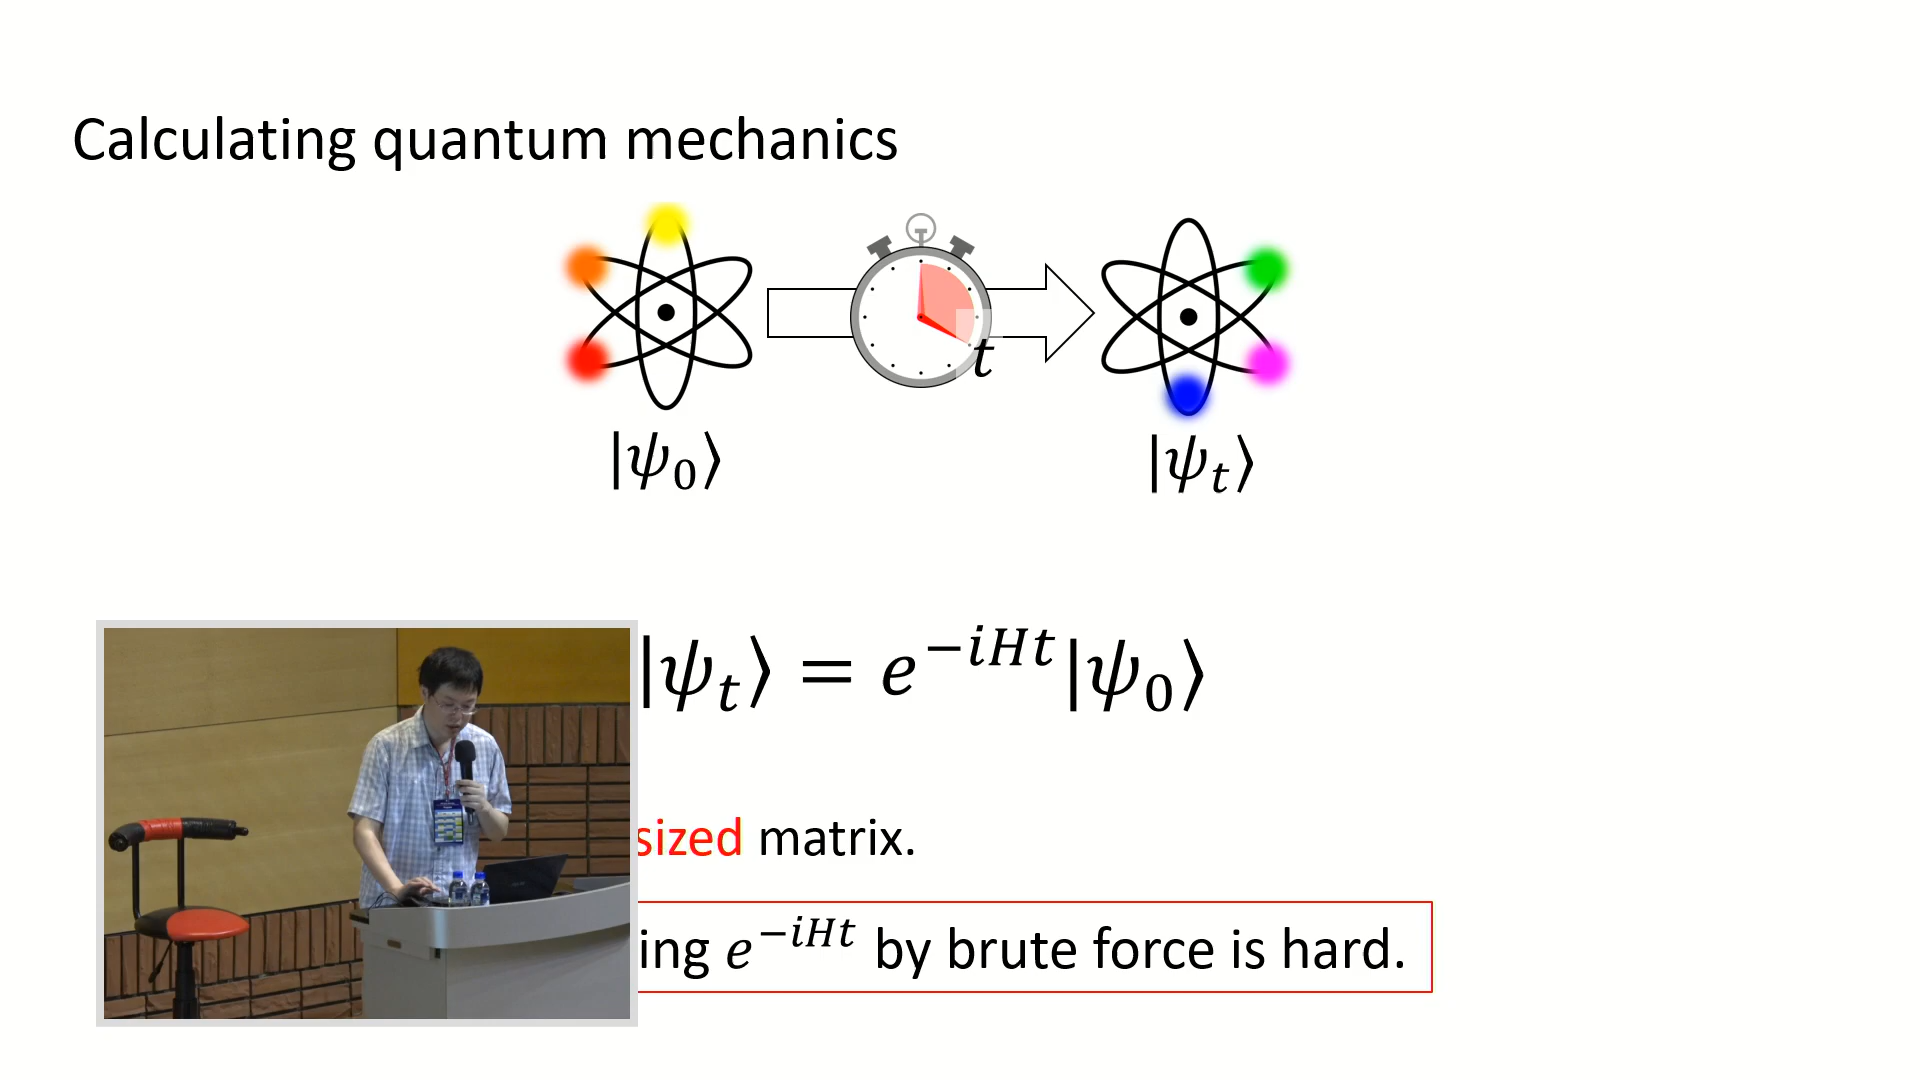 Calculating quantum mechanics
t
|ψ₀⟩
|ψₜ⟩
|ψₜ⟩ = e^{−iHt}|ψ₀⟩
sized matrix.
ing e^{−iHt} by brute force is hard.